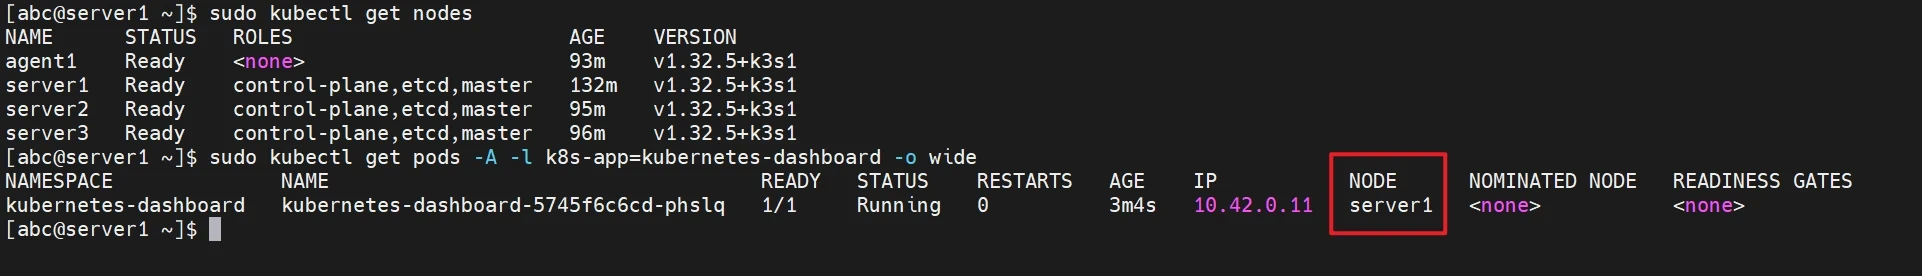 [abc@server1 ~]$ sudo kubectl get nodes
NAME      STATUS   ROLES                       AGE    VERSION
agent1    Ready    <none>                      93m    v1.32.5+k3s1
server1   Ready    control-plane,etcd,master   132m   v1.32.5+k3s1
server2   Ready    control-plane,etcd,master   95m    v1.32.5+k3s1
server3   Ready    control-plane,etcd,master   96m    v1.32.5+k3s1
[abc@server1 ~]$ sudo kubectl get pods -A -l k8s-app=kubernetes-dashboard -o wide
NAMESPACE              NAME                                    READY   STATUS    RESTARTS   AGE    IP           NODE      NOMINATED NODE   READINESS GATES
kubernetes-dashboard   kubernetes-dashboard-5745f6c6cd-phslq   1/1     Running   0          3m4s   10.42.0.11   server1   <none>           <none>
[abc@server1 ~]$